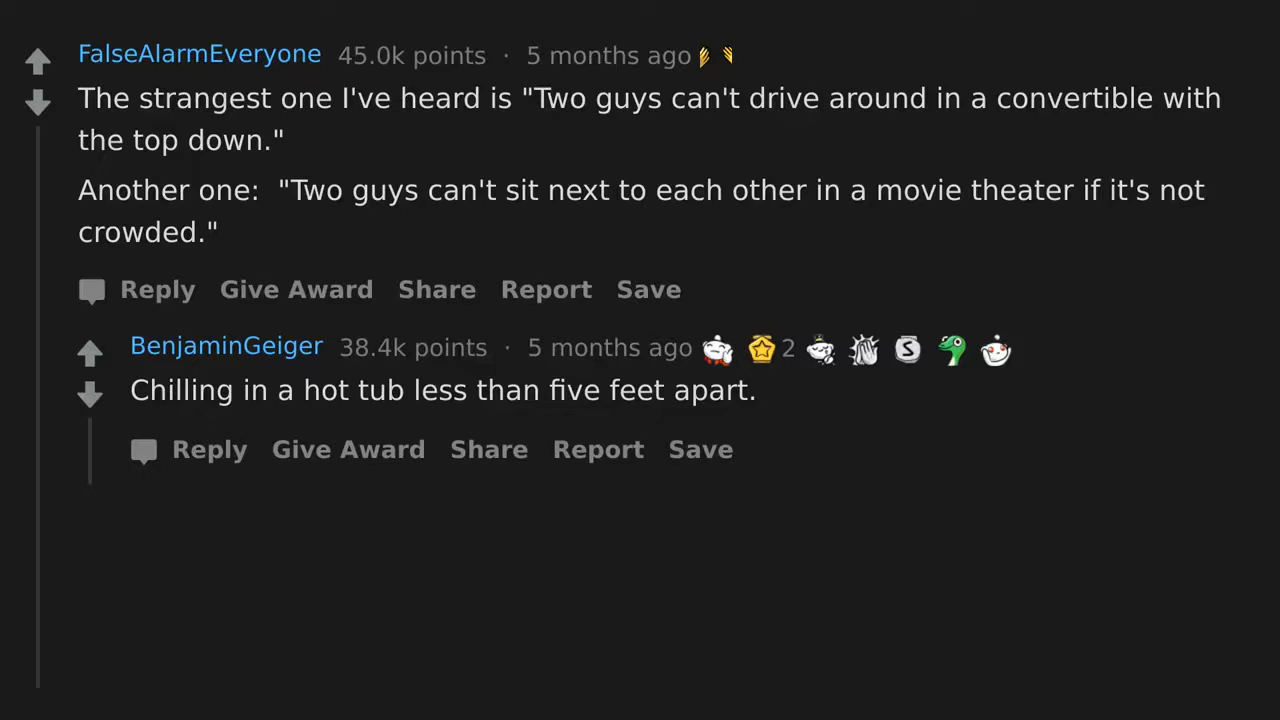 FalseAlarmEveryone 45.0k points · 5 months ago
The strangest one I've heard is "Two guys can't drive around in a convertible with
the top down."
Another one:  "Two guys can't sit next to each other in a movie theater if it's not
crowded."
Reply Give Award Share Report Save
BenjaminGeiger 38.4k points · 5 months ago 2 S
Chilling in a hot tub less than five feet apart.
Reply Give Award Share Report Save